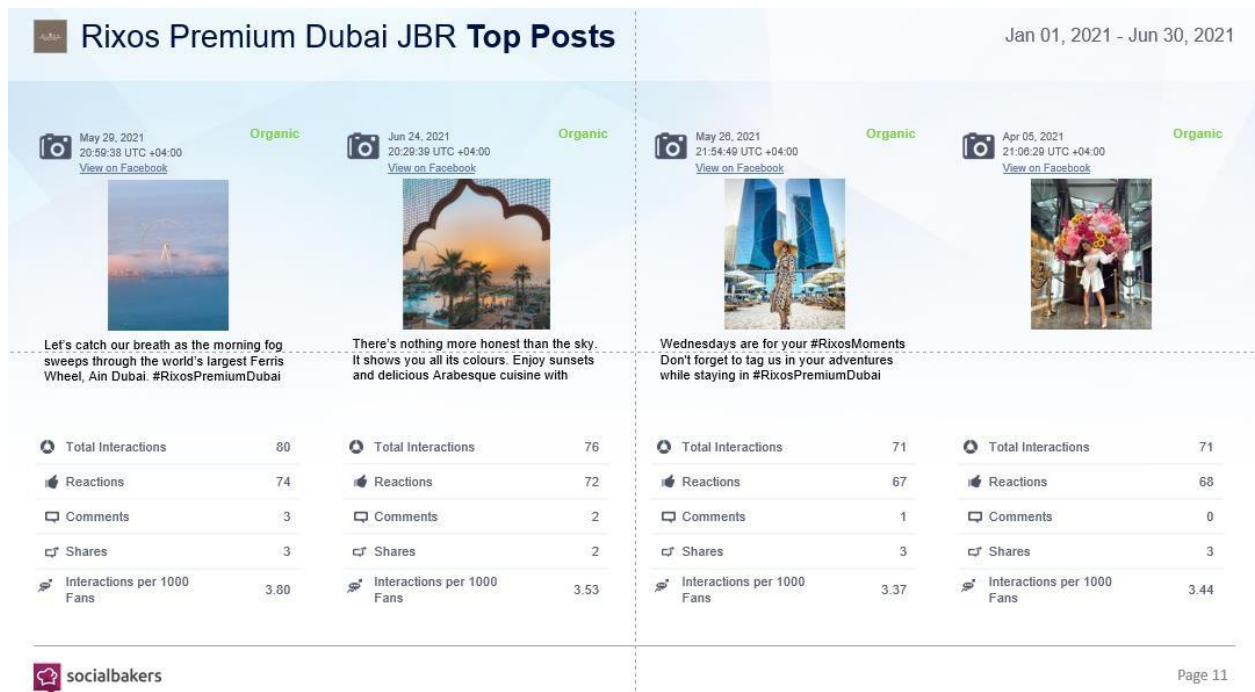 Rixos Premium Dubai JBR Top Posts
Jan 01, 2021 - Jun 30, 2021
May 29, 2021
20:59:38 UTC +04:00
View on Facebook
Organic
Let's catch our breath as the morning fog
sweeps through the world's largest Ferris
Wheel, Ain Dubai. #RixosPremiumDubai
Total Interactions 80
Reactions 74
Comments 3
Shares 3
Interactions per 1000
Fans
3.80
Jun 24, 2021
20:29:39 UTC +04:00
View on Facebook
Organic
There's nothing more honest than the sky.
It shows you all its colours. Enjoy sunsets
and delicious Arabesque cuisine with
Total Interactions 76
Reactions 72
Comments 2
Shares 2
Interactions per 1000
Fans
3.53
May 26, 2021
21:54:49 UTC +04:00
View on Facebook
Organic
Wednesdays are for your #RixosMoments
Don't forget to tag us in your adventures
while staying in #RixosPremiumDubai
Total Interactions 71
Reactions 67
Comments 1
Shares 3
Interactions per 1000
Fans
3.37
Apr 05, 2021
21:06:29 UTC +04:00
View on Facebook
Organic
Total Interactions 71
Reactions 68
Comments 0
Shares 3
Interactions per 1000
Fans
3.44
socialbakers
Page 11